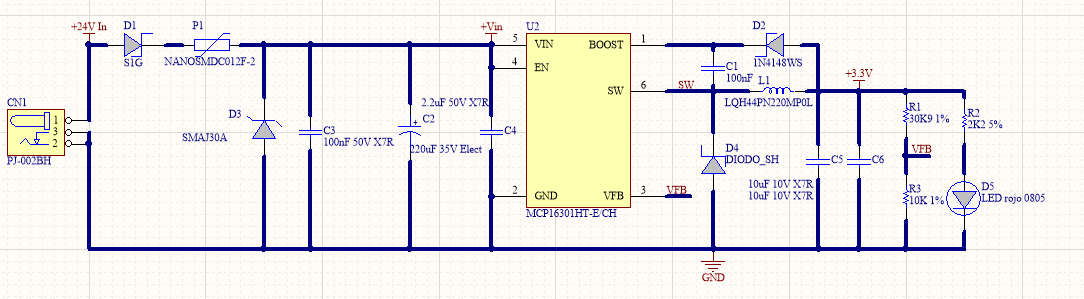 +24V In
D1
SIG
P1
NANOSMDC012F-2
+Vin
U2
5
VIN
4
EN
2
GND
BOOST
1
SW
6
VFB
3
MCP16301HT-E/CH
D2
1N4148WS
C1
100nF
SW
L1
LQH44PN220MP0L
+3.3V
R1
30K9 1%
R2
2K2 5%
VFB
R3
10K 1%
D5
LED rojo 0805
CN1
1
3
2
PJ-002BH
D3
SMAJ30A
C3
100nF 50V X7R
2.2uF 50V X7R
+
C2
220uF 35V Elect
C4
D4
DIODO_SH
C5
C6
10uF 10V X7R
10uF 10V X7R
VFB
GND